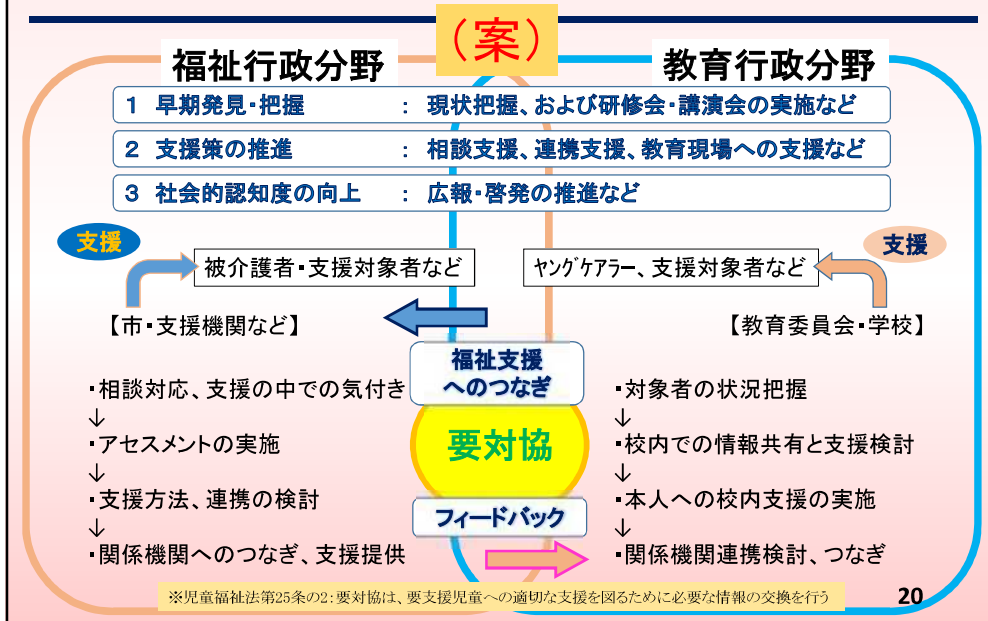 （案）
福祉行政分野
教育行政分野
1 早期発見・把握 : 現状把握、および研修会・講演会の実施など
2 支援策の推進 : 相談支援、連携支援、教育現場への支援など
3 社会的認知度の向上 : 広報・啓発の推進など
支援
支援
被介護者・支援対象者など
ヤングケアラー、支援対象者など
【市・支援機関など】
【教育委員会・学校】
福祉支援
へのつなぎ
要対協
フィードバック
・相談対応、支援の中での気付き
↓
・アセスメントの実施
↓
・支援方法、連携の検討
↓
・関係機関へのつなぎ、支援提供
・対象者の状況把握
↓
・校内での情報共有と支援検討
↓
・本人への校内支援の実施
↓
・関係機関連携検討、つなぎ
※児童福祉法第25条の2:要対協は、要支援児童への適切な支援を図るために必要な情報の交換を行う
20